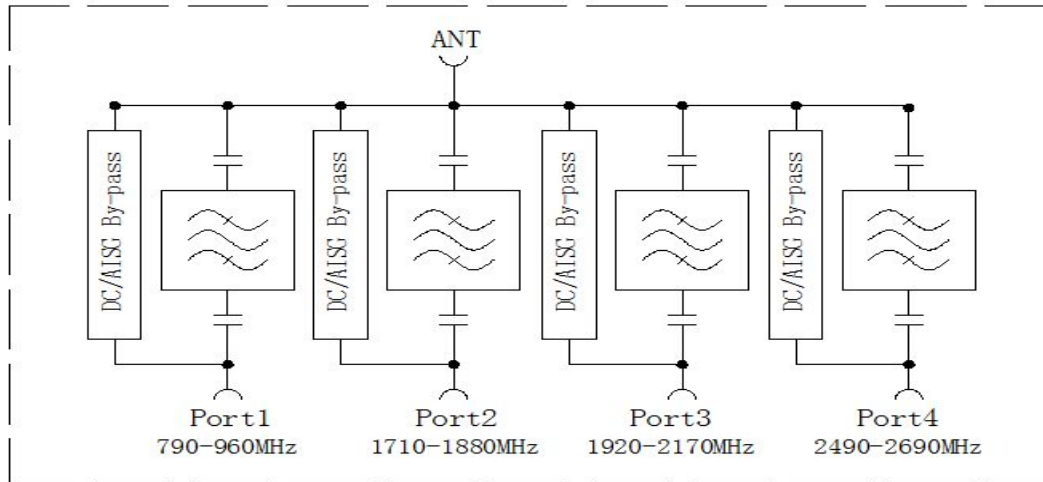 ANT
DC/AISG By-pass
DC/AISG By-pass
DC/AISG By-pass
DC/AISG By-pass
Port1
Port2
Port3
Port4
790-960MHz
1710-1880MHz
1920-2170MHz
2490-2690MHz